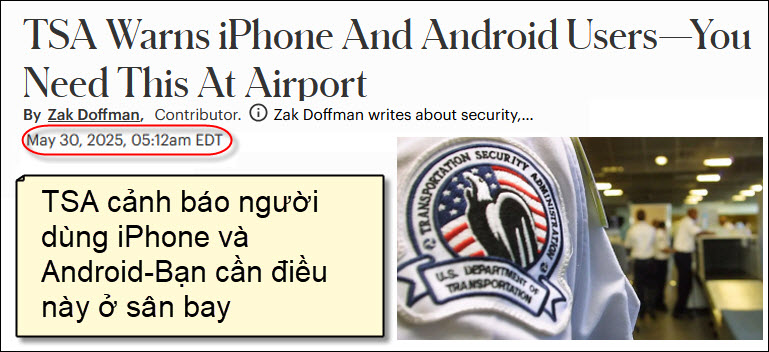 TSA Warns iPhone And Android Users—You
Need This At Airport
By Zak Doffman, Contributor. ⓘ Zak Doffman writes about security,...
May 30, 2025, 05:12am EDT
TSA cảnh báo người
dùng iPhone và
Android-Bạn cần điều
này ở sân bay
TRANSPORTATION SECURITY ADMINISTRATION
U.S. DEPARTMENT OF
TRANSPORTATION